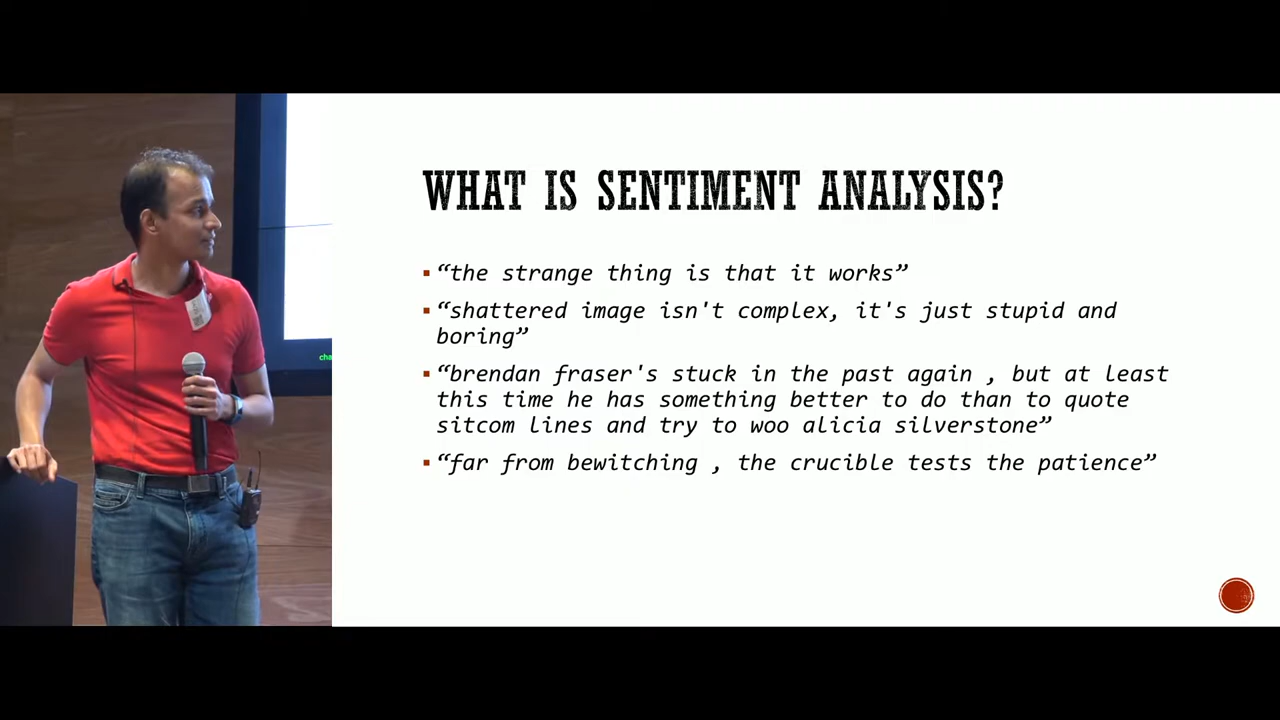 WHAT IS SENTIMENT ANALYSIS?
▪ “the strange thing is that it works”
▪ “shattered image isn't complex, it's just stupid and
boring”
▪ “brendan fraser's stuck in the past again , but at least
this time he has something better to do than to quote
sitcom lines and try to woo alicia silverstone”
▪ “far from bewitching , the crucible tests the patience”
cha